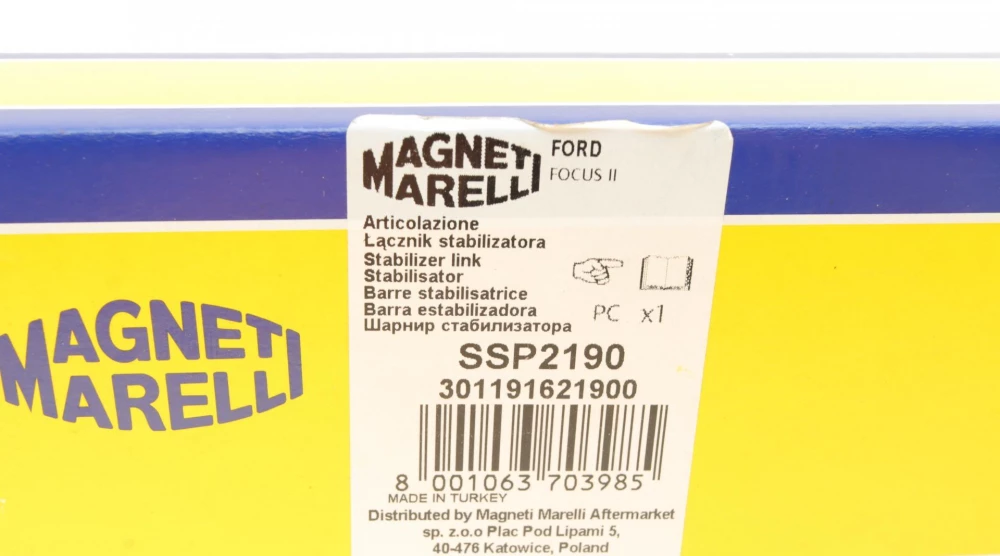 MAGNETI
MARELLI
FORD
FOCUS II
Articolazione
Łącznik stabilizatora
Stabilizer link
Stabilisator
Barre stabilisatrice
Barra estabilizadora
Шарнир стабилизатора
PC x1
SSP2190
301191621900
8 001063 703985
MADE IN TURKEY
Distributed by Magneti Marelli Aftermarket
sp. z.o.o Plac Pod Lipami 5,
40-476 Katowice, Poland
MAGNETI
MARELLI